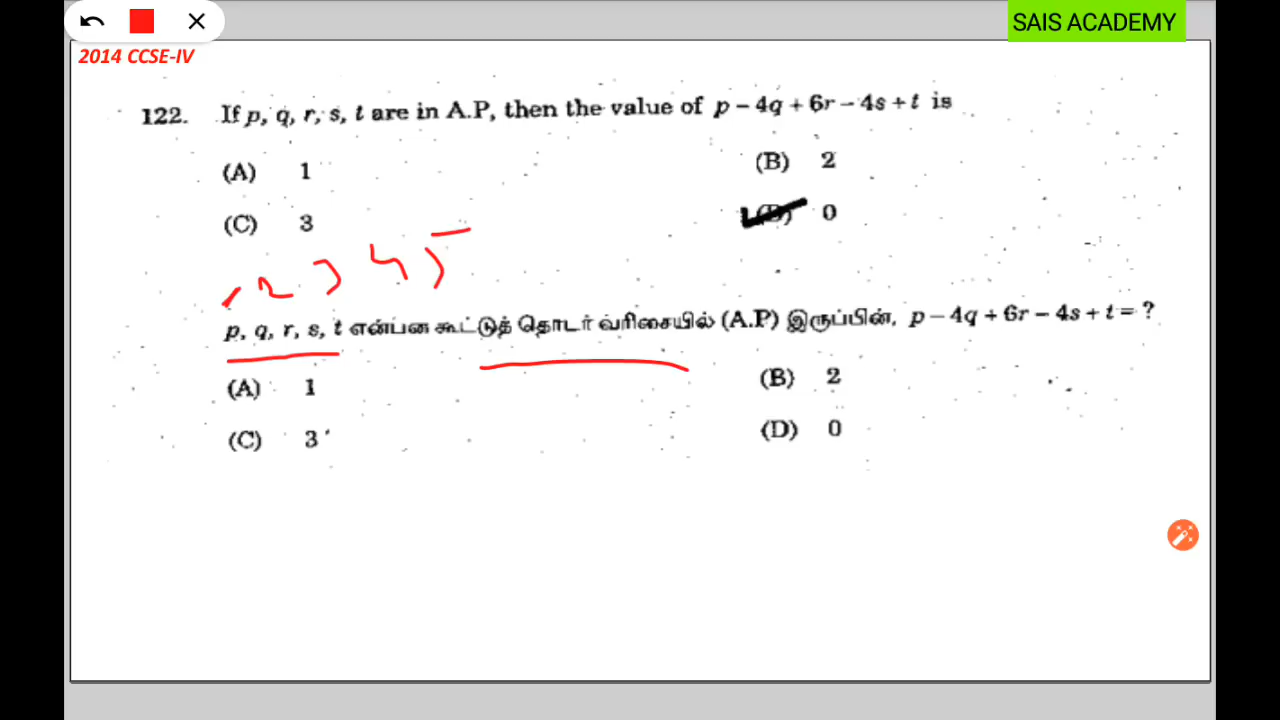 SAIS ACADEMY
2014 CCSE-IV
122. If p, q, r, s, t are in A.P, then the value of p – 4q + 6r – 4s + t is
(A) 1 (B) 2
(C) 3 (D) 0
1 2 3 4 5
p, q, r, s, t என்பன கூட்டுத் தொடர் வரிசையில் (A.P) இருப்பின், p – 4q + 6r – 4s + t = ?
(A) 1 (B) 2
(C) 3 (D) 0